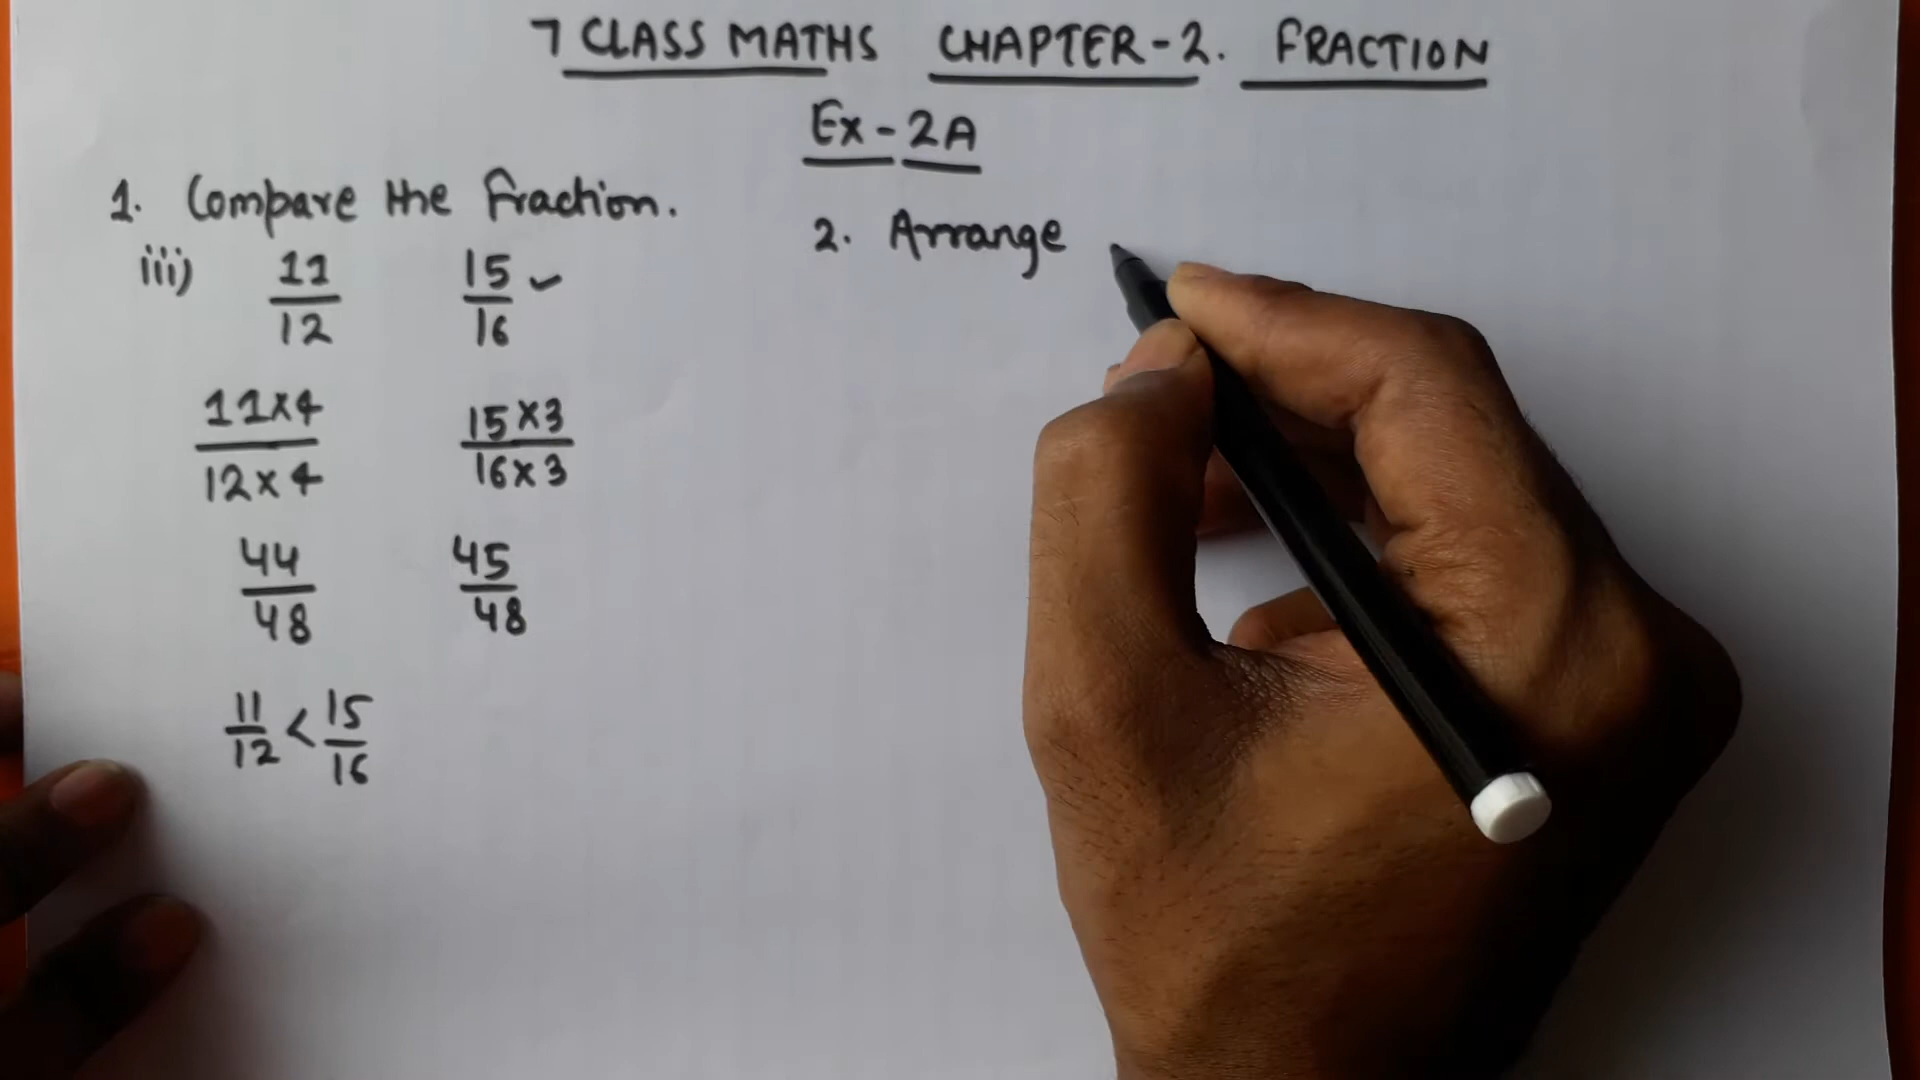 7 CLASS MATHS CHAPTER-2. FRACTION
Ex-2A
1. Compare the fraction.
iii) 11/12 15/16 ✓
11×4/12×4 15×3/16×3
44/48 45/48
11/12 < 15/16
2. Arrange